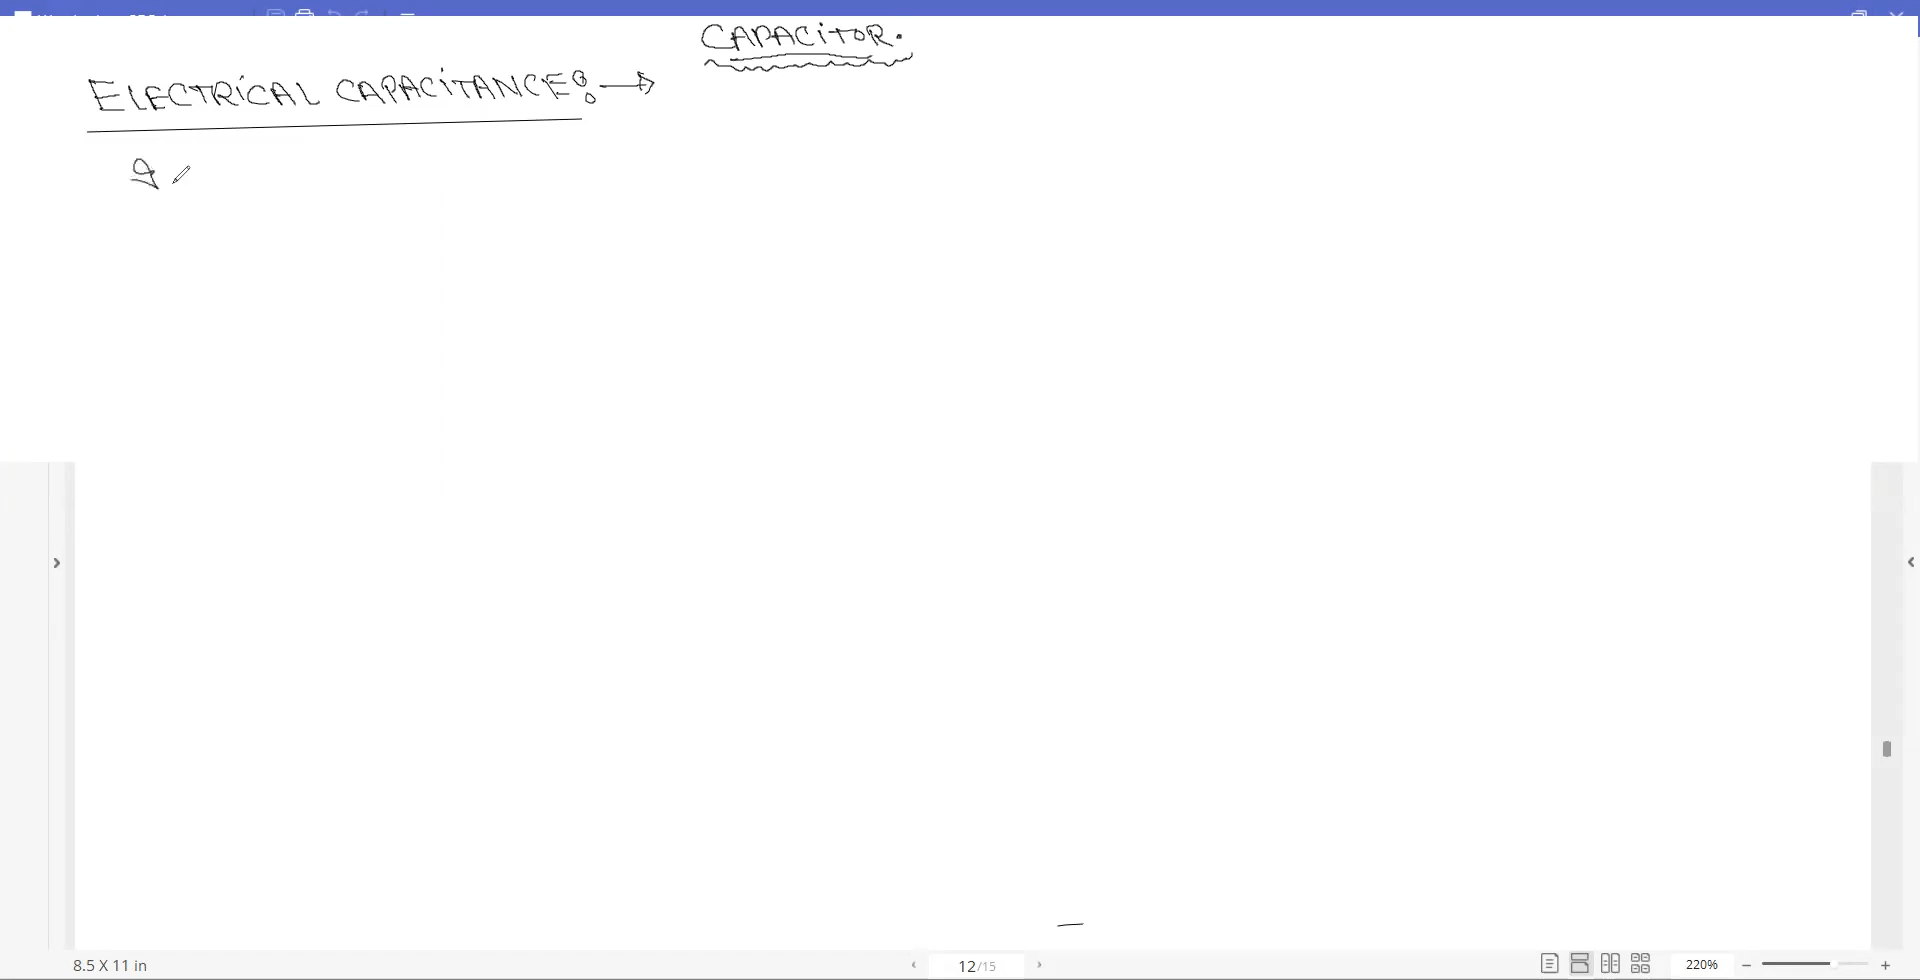 CAPACiTOR.
ELECTRiCAL CAPACiTANCE:→
I
8.5 X 11 in
12/15
220%